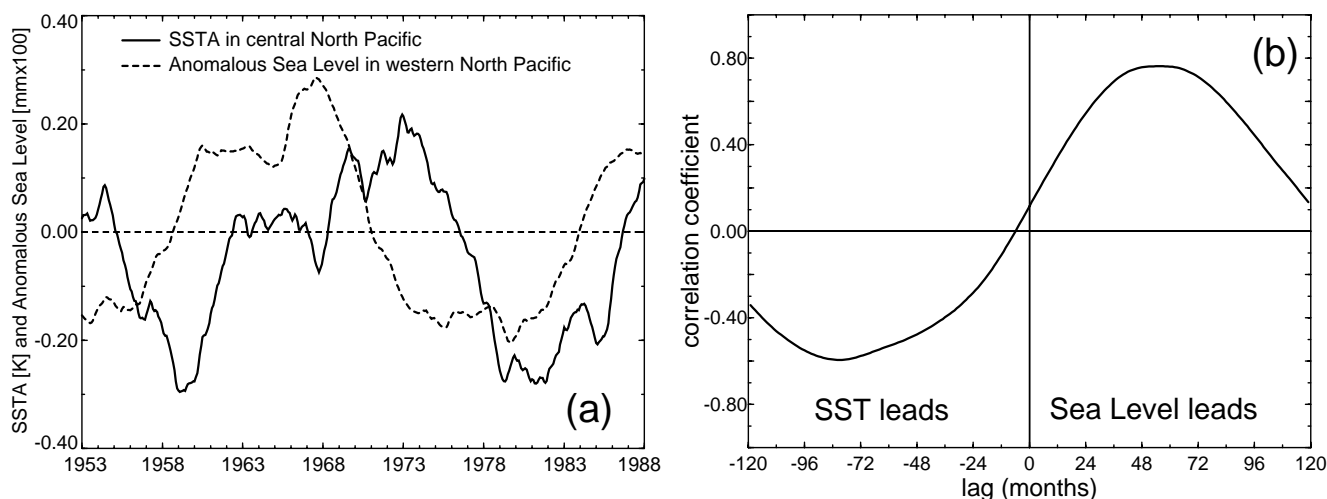 SSTA [K] and Anomalous Sea Level [mmx100]
0.40
0.20
0.00
-0.20
-0.40
SSTA in central North Pacific
Anomalous Sea Level in western North Pacific
(a)
1953 1958 1963 1968 1973 1978 1983 1988
correlation coefficient
0.80
0.40
0.00
-0.40
-0.80
(b)
SST leads Sea Level leads
-120 -96 -72 -48 -24 0 24 48 72 96 120
lag (months)